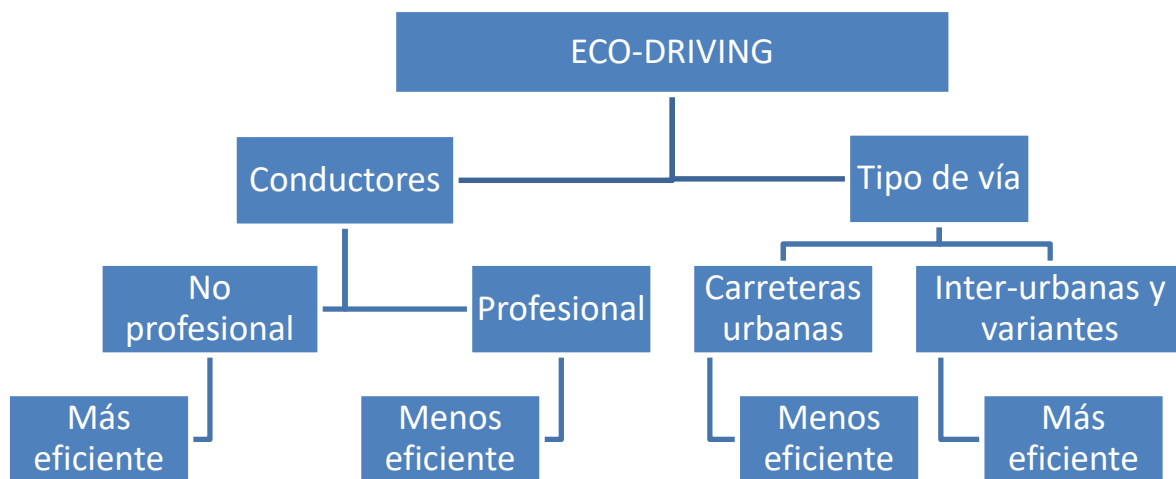 ECO-DRIVING
Conductores
Tipo de vía
No
profesional
Profesional
Carreteras
urbanas
Inter-urbanas y
variantes
Más
eficiente
Menos
eficiente
Menos
eficiente
Más
eficiente